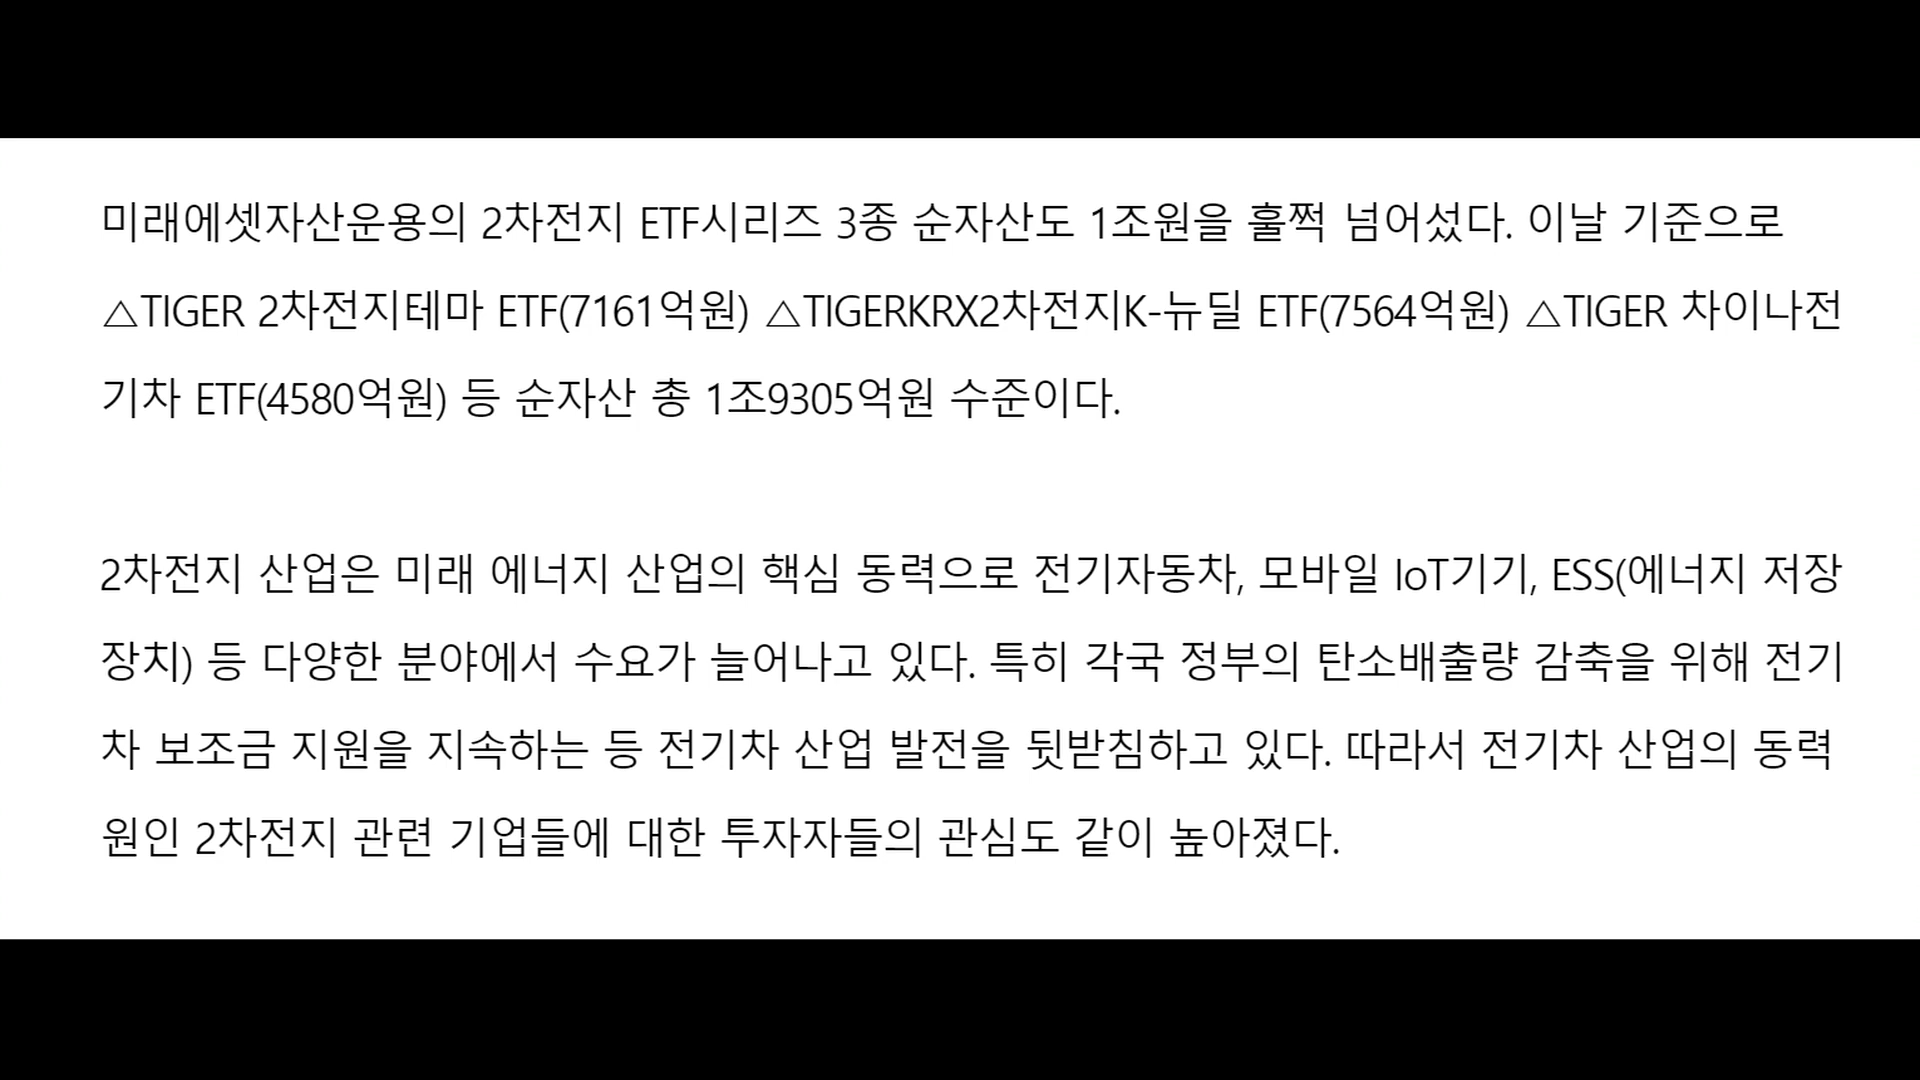 미래에셋자산운용의 2차전지 ETF시리즈 3종 순자산도 1조원을 훌쩍 넘어섰다. 이날 기준으로
△TIGER 2차전지테마 ETF(7161억원) △TIGERKRX2차전지K-뉴딜 ETF(7564억원) △TIGER 차이나전
기차 ETF(4580억원) 등 순자산 총 1조9305억원 수준이다.
2차전지 산업은 미래 에너지 산업의 핵심 동력으로 전기자동차, 모바일 IoT기기, ESS(에너지 저장
장치) 등 다양한 분야에서 수요가 늘어나고 있다. 특히 각국 정부의 탄소배출량 감축을 위해 전기
차 보조금 지원을 지속하는 등 전기차 산업 발전을 뒷받침하고 있다. 따라서 전기차 산업의 동력
원인 2차전지 관련 기업들에 대한 투자자들의 관심도 같이 높아졌다.